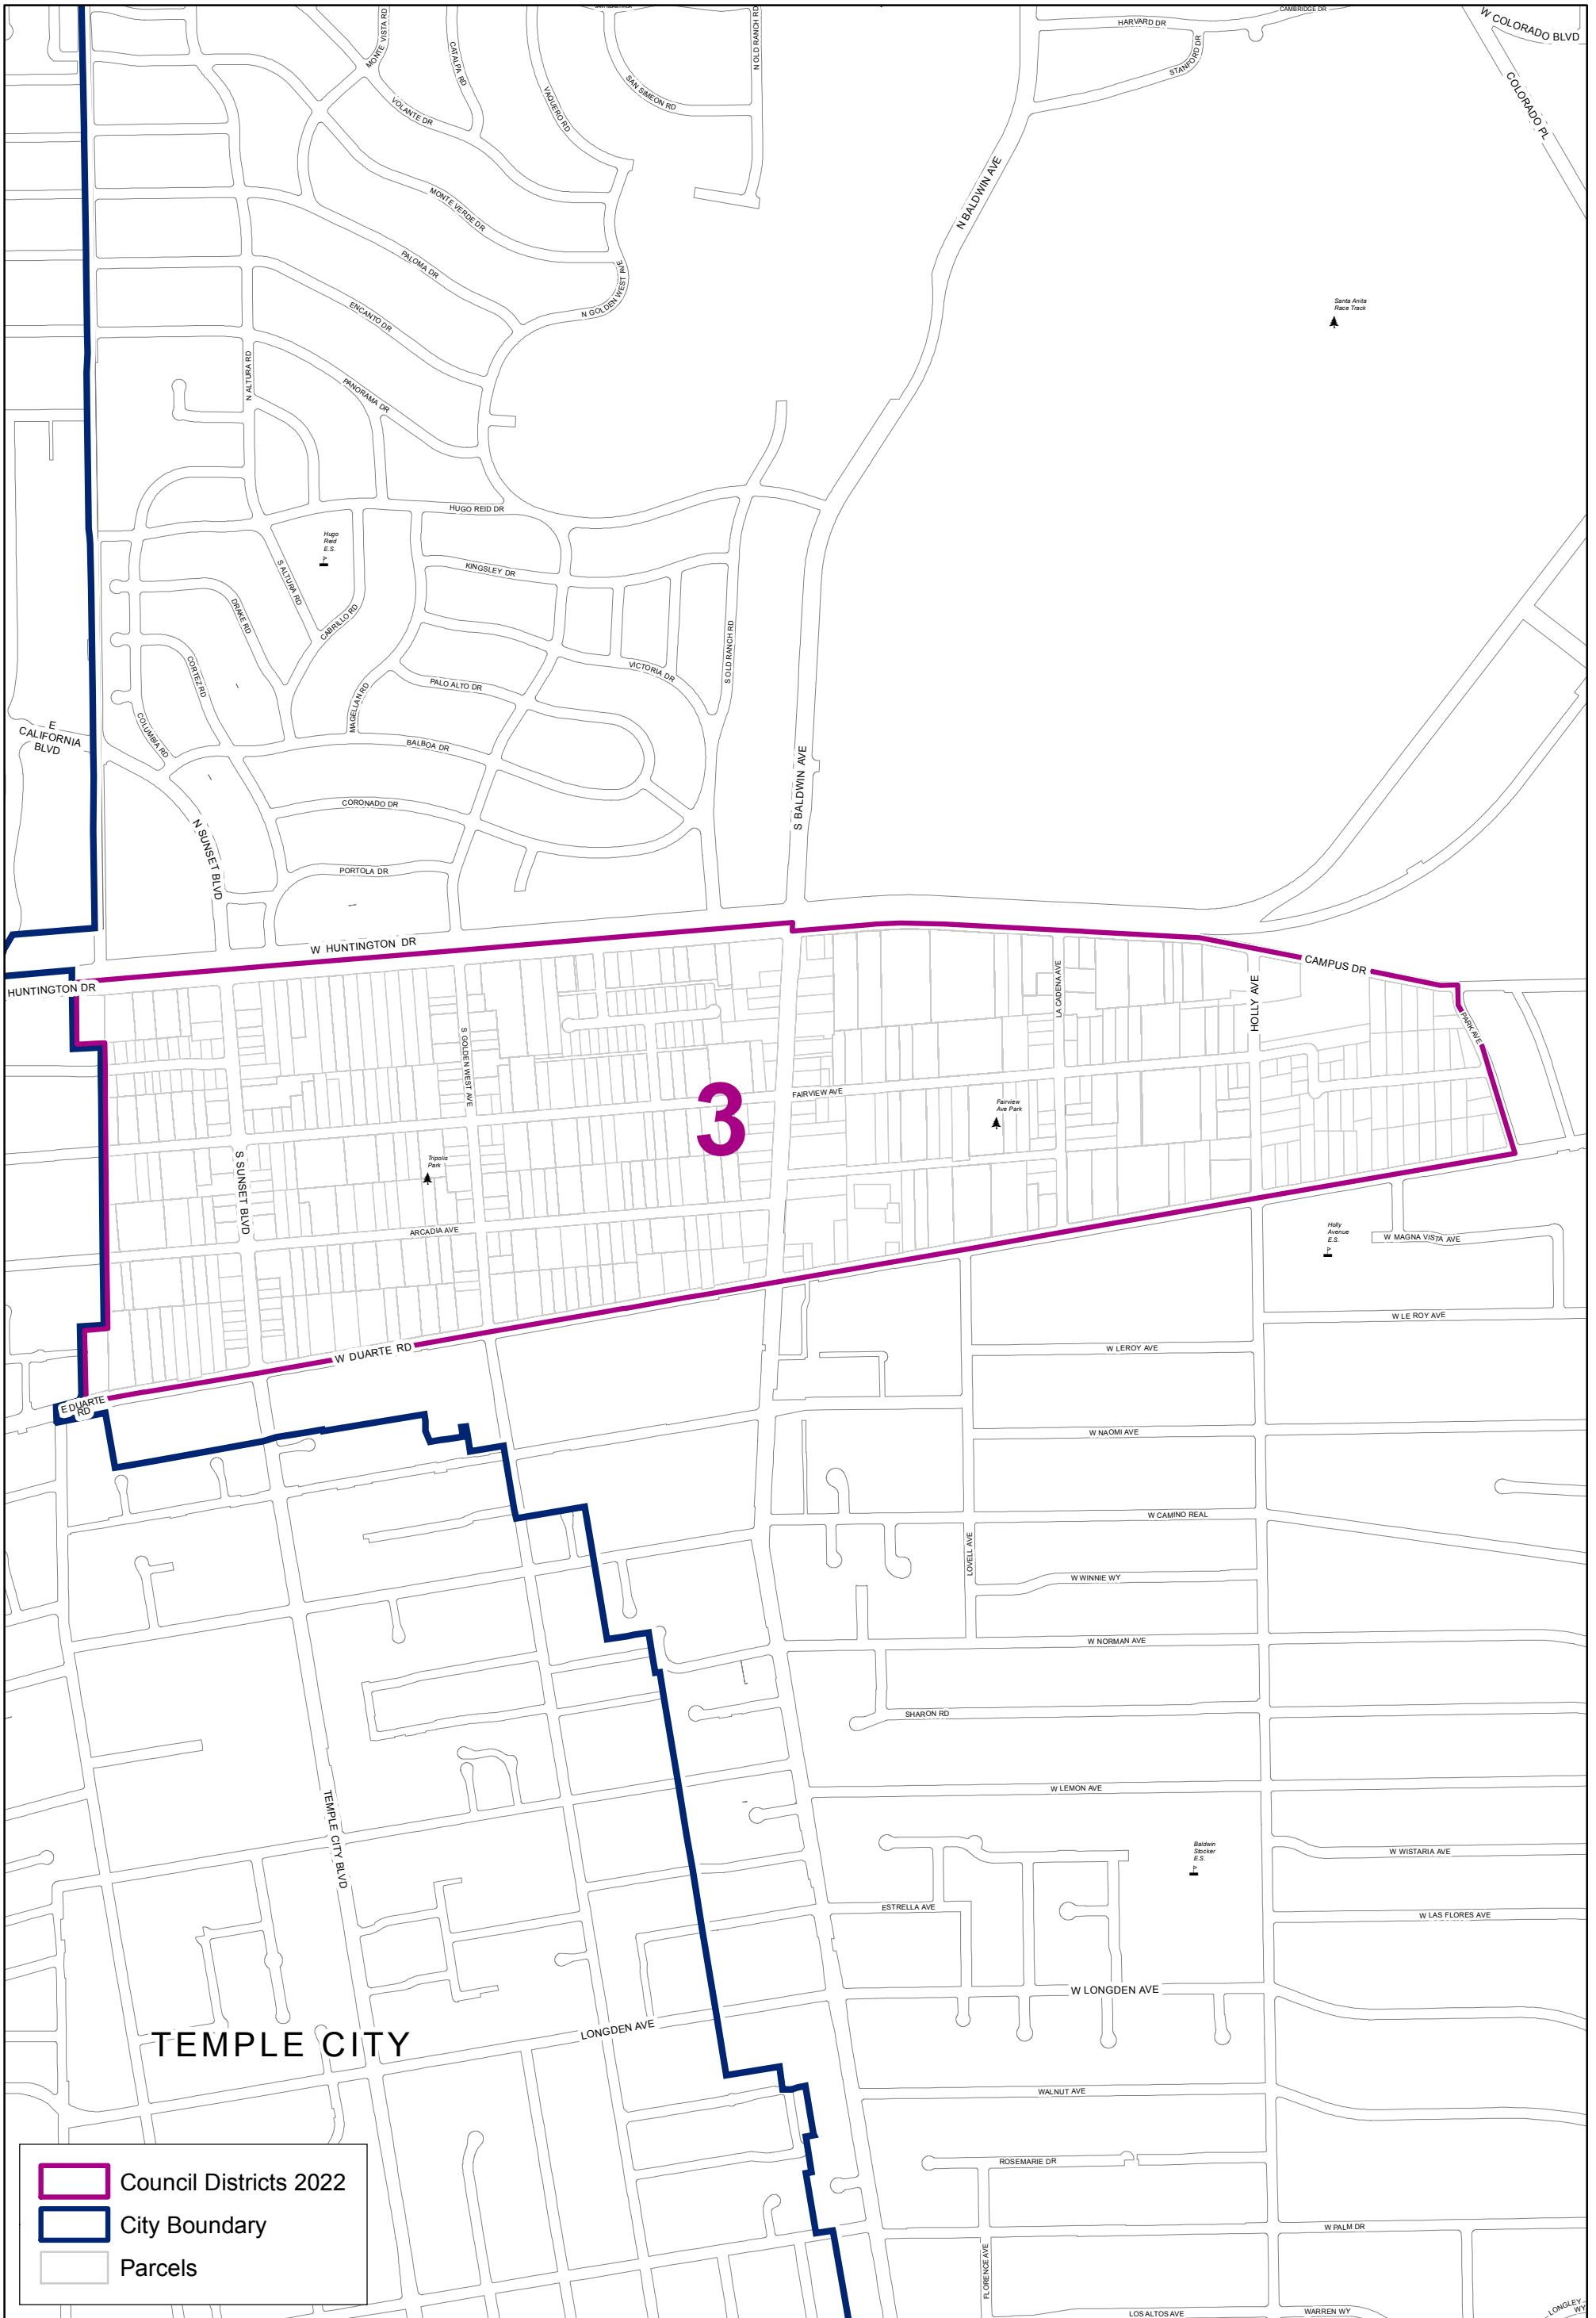 CAMBRIDGE DR
W COLORADO BLVD
HARVARD DR
MONTE VISTA RD
CATALPA RD
N OLD RANCH RD
STANFORD DR
COLORADO PL
VOLANTE DR
VAQUERO RD
SAN SIMEON RD
N BALDWIN AVE
MONTE VERDE DR
PALOMA DR
N GOLDEN WEST AVE
ENCANTO DR
Santa Anita
Race Track
N ALTURA RD
PANORAMA DR
HUGO REID DR
Hugo
Reid
E.S.
S ALTURA RD
KINGSLEY DR
DRAKE RD
CABRILLO RD
S OLD RANCH RD
CORTEZ RD
VICTORIA DR
PALO ALTO DR
MAGELLAN RD
COLUMBIA RD
E
CALIFORNIA
BLVD
BALBOA DR
S BALDWIN AVE
CORONADO DR
N SUNSET BLVD
PORTOLA DR
W HUNTINGTON DR
CAMPUS DR
HUNTINGTON DR
LA CADENA AVE
HOLLY AVE
PARK AVE
S GOLDEN WEST AVE
3
FAIRVIEW AVE
Fairview
Ave Park
Tripolis
Park
S SUNSET BLVD
ARCADIA AVE
Holly
Avenue
E.S.
W MAGNA VISTA AVE
W LE ROY AVE
W LEROY AVE
W DUARTE RD
E DUARTE
RD
W NAOMI AVE
W CAMINO REAL
LOVELL AVE
W WINNIE WY
W NORMAN AVE
SHARON RD
W LEMON AVE
TEMPLE CITY BLVD
Baldwin
Stocker
E.S.
W WISTARIA AVE
ESTRELLA AVE
W LAS FLORES AVE
W LONGDEN AVE
LONGDEN AVE
TEMPLE CITY
WALNUT AVE
ROSEMARIE DR
W PALM DR
FLORENCE AVE
LOS ALTOS AVE
WARREN WY
LONGLEY
WY
Council Districts 2022
City Boundary
Parcels